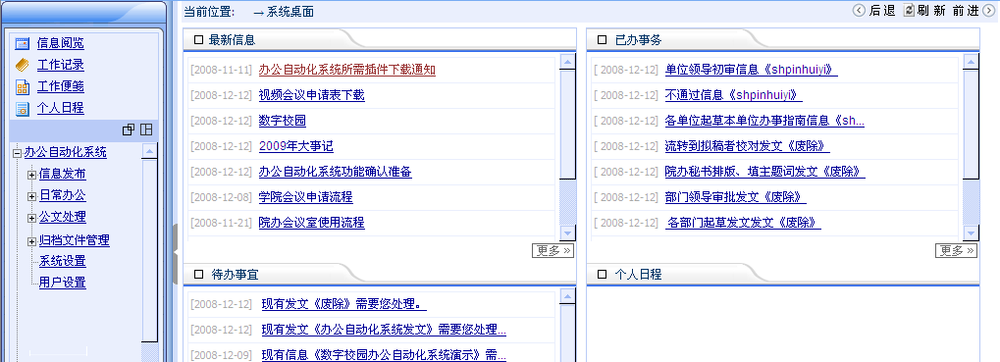 当前位置: →系统桌面
后退 刷新 前进
信息阅览
工作记录
工作便笺
个人日程
办公自动化系统
信息发布
日常办公
公文处理
归档文件管理
系统设置
用户设置
最新信息
[2008-11-11] 办公自动化系统所需插件下载通知
[2008-12-12] 视频会议申请表下载
[2008-12-12] 数字校园
[2008-12-12] 2009年大事记
[2008-12-12] 办公自动化系统功能确认准备
[2008-12-08] 学院会议申请流程
[2008-11-21] 院办会议室使用流程
更多 »
已办事务
[ 2008-12-12] 单位领导初审信息《shpinhuiyi》
[ 2008-12-12] 不通过信息《shpinhuiyi》
[ 2008-12-12] 各单位起草本单位办事指南信息《sh...
[ 2008-12-12] 流转到拟稿者校对发文《废除》
[ 2008-12-12] 院办秘书排版、填主题词发文《废除》
[ 2008-12-12] 部门领导审批发文《废除》
[ 2008-12-12] 各部门起草发文发文《废除》
更多 »
待办事宜
[2008-12-12] 现有发文《废除》需要您处理。
[2008-12-12] 现有发文《办公自动化系统发文》需要您处理...
[2008-12-09] 现有信息《数字校园办公自动化系统演示》需...
个人日程